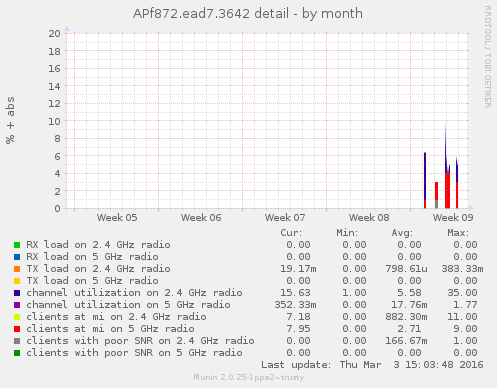 APf872.ead7.3642 detail - by month
RRDTOOL / TOBI OETIKER
% + abs
20
18
16
14
12
10
8
6
4
2
0
Week 05 Week 06 Week 07 Week 08 Week 09
Cur: Min: Avg: Max:
RX load on 2.4 GHz radio 0.00 0.00 0.00 0.00
RX load on 5 GHz radio 0.00 0.00 0.00 0.00
TX load on 2.4 GHz radio 19.17m 0.00 798.61u 383.33m
TX load on 5 GHz radio 0.00 0.00 0.00 0.00
channel utilization on 2.4 GHz radio 15.63 1.00 5.58 35.00
channel utilization on 5 GHz radio 352.33m 0.00 17.76m 1.77
clients at mi on 2.4 GHz radio 7.18 0.00 882.30m 11.00
clients at mi on 5 GHz radio 7.95 0.00 2.71 9.00
clients with poor SNR on 2.4 GHz radio 0.00 0.00 166.67m 1.00
clients with poor SNR on 5 GHz radio 0.00 0.00 0.00 0.00
Last update: Thu Mar 3 15:03:48 2016
Munin 2.0.25-1ppa2~trusty